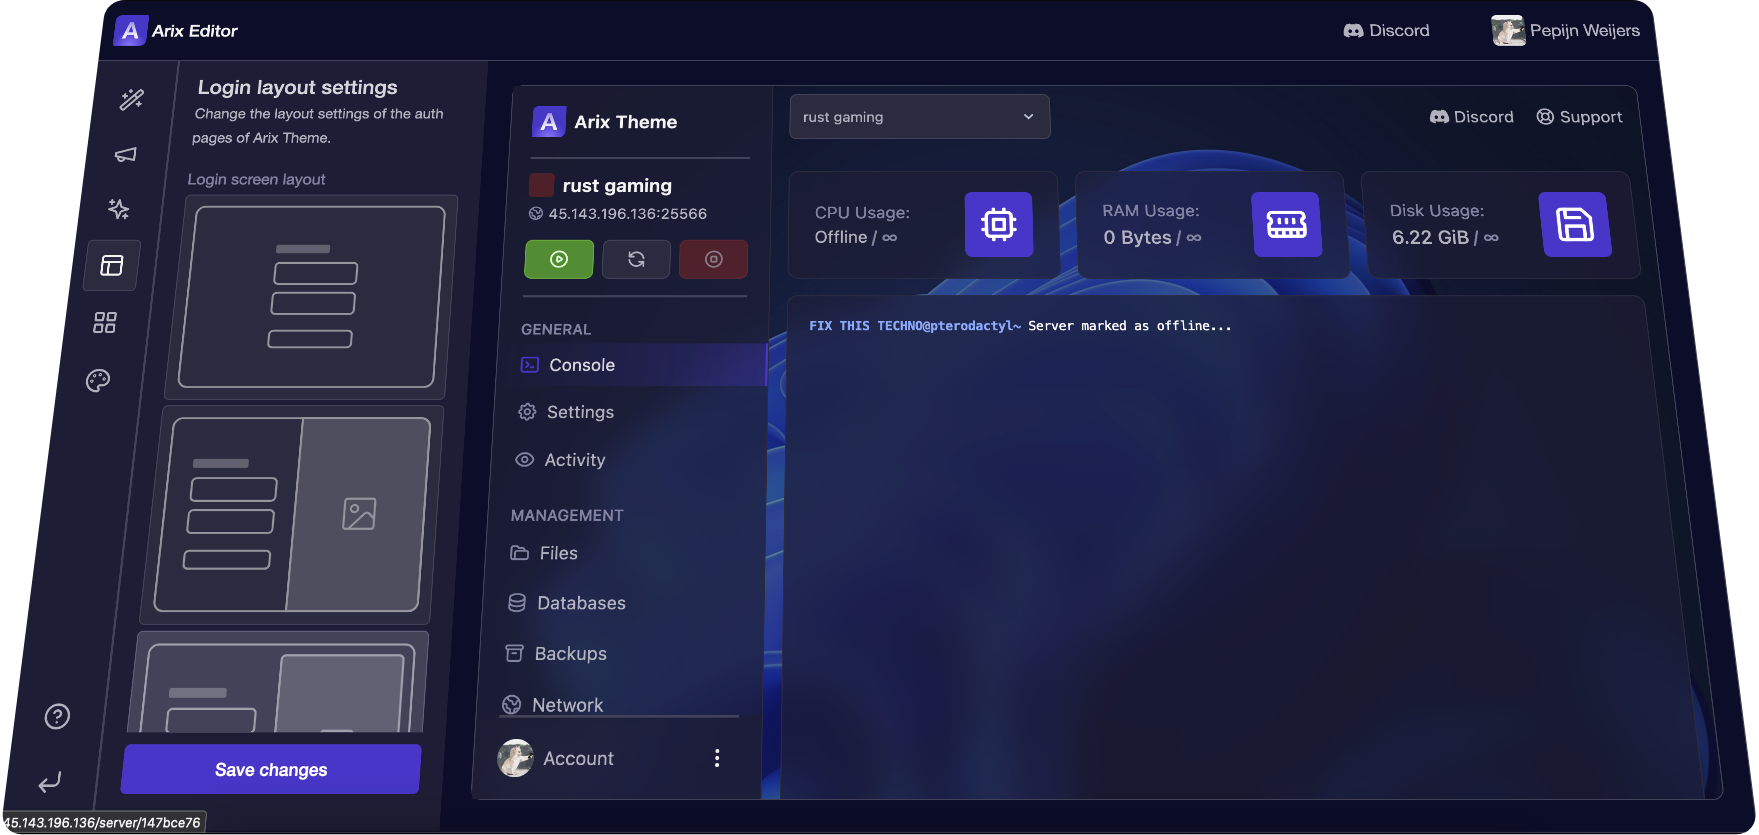 A Arix Editor
Discord
Pepijn Weijers
Login layout settings
Change the layout settings of the auth
pages of Arix Theme.
Login screen layout
Save changes
45.143.196.136/server/147bce76
A Arix Theme
rust gaming
45.143.196.136:25566
GENERAL
Console
Settings
Activity
MANAGEMENT
Files
Databases
Backups
Network
Account
rust gaming
Discord
Support
CPU Usage:
Offline / ∞
RAM Usage:
0 Bytes / ∞
Disk Usage:
6.22 GiB / ∞
FIX THIS TECHNO@pterodactyl~ Server marked as offline...